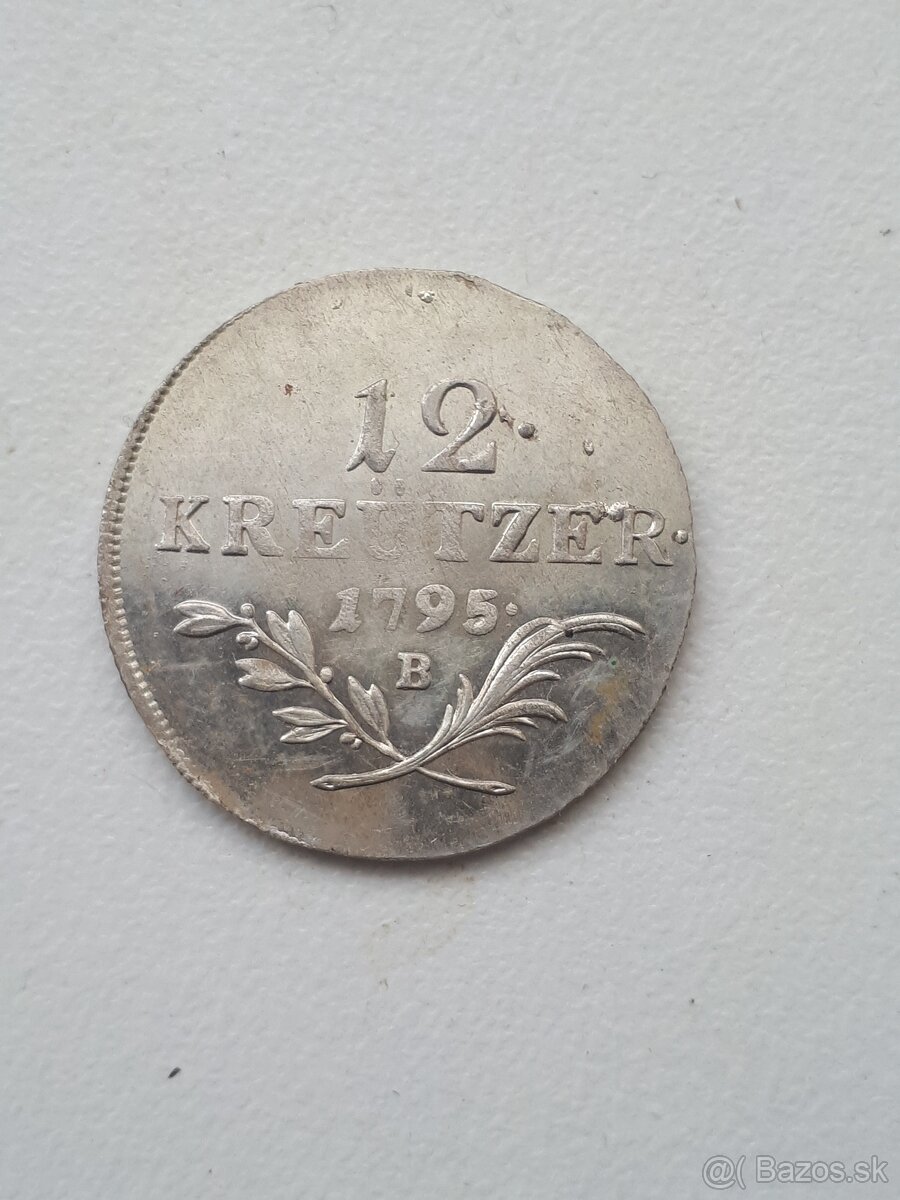 12·
KREUTZER·
1795·
B
@( Bazos.sk